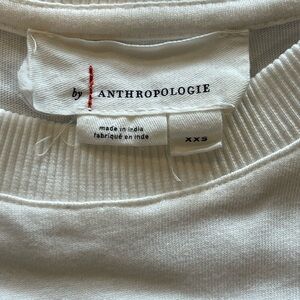 by ANTHROPOLOGIE
made in india
fabriqué en inde
XXS